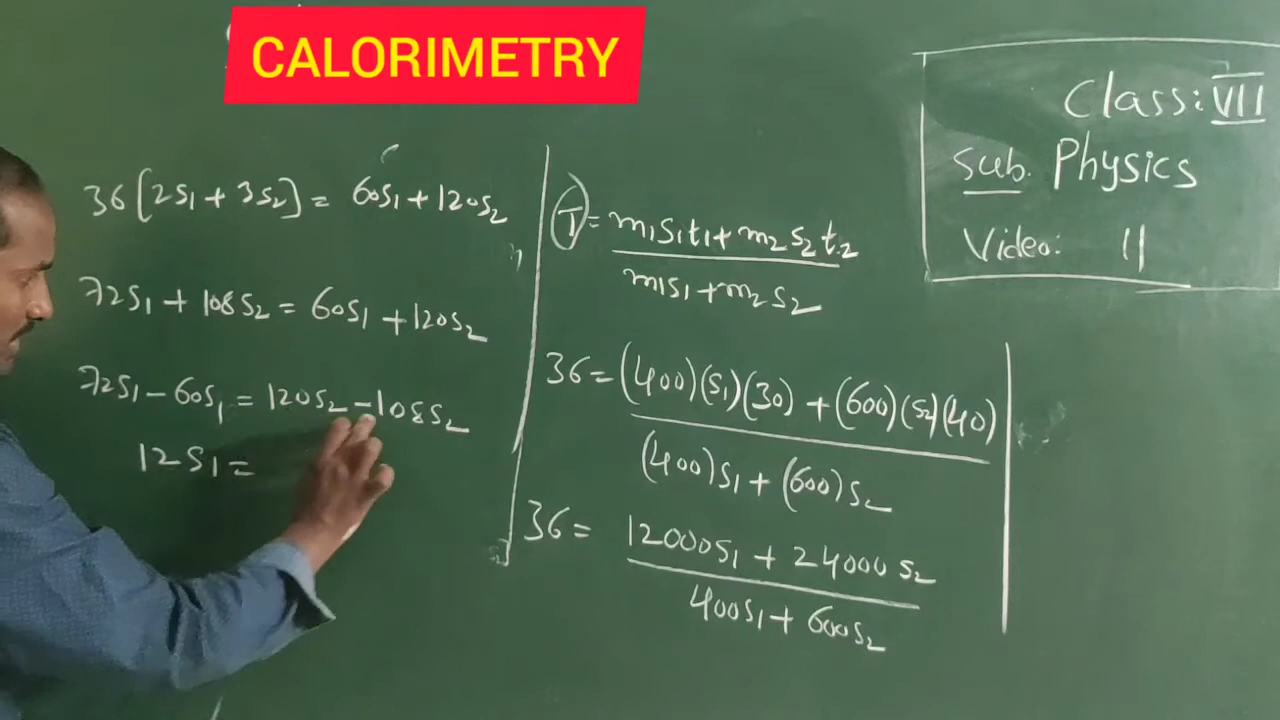 CALORIMETRY
Class: VII
Sub. Physics
Video: 11
36[2S₁ + 3S₂] = 60S₁ + 120S₂
72S₁ + 108S₂ = 60S₁ + 120S₂
72S₁ - 60S₁ = 120S₂ - 108S₂
12S₁ =
T = m₁S₁t₁ + m₂S₂t₂
m₁S₁ + m₂S₂
36 = (400)(S₁)(30) + (600)(S₂)(40)
(400)S₁ + (600)S₂
36 = 12000S₁ + 24000S₂
400S₁ + 600S₂